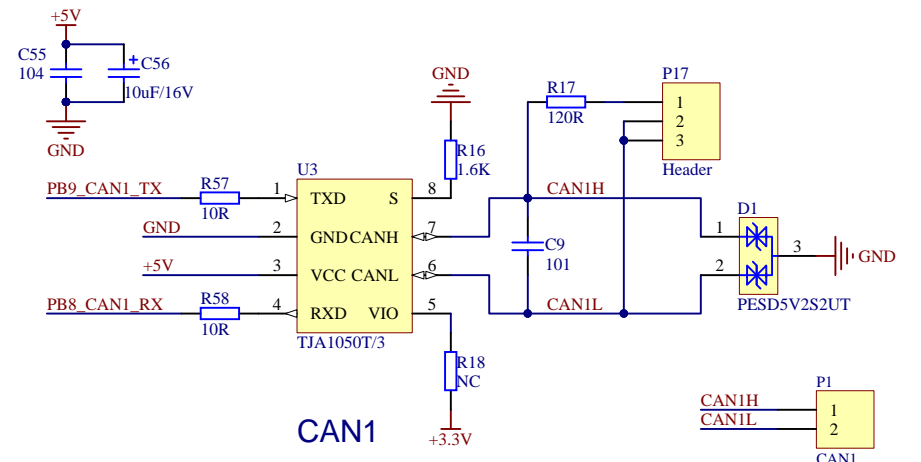 +5V
C55
104
C56
10uF/16V
GND
GND
R16
1.6K
R17
120R
P17
1
2
3
Header
U3
PB9_CAN1_TX
R57
10R
1
TXD
S
8
CAN1H
GND
2
GND
CANH
7
+5V
3
VCC
CANL
6
PB8_CAN1_RX
R58
10R
4
RXD
VIO
5
TJA1050T/3
C9
101
CAN1L
D1
1
2
3
GND
PESD5V2S2UT
R18
NC
+3.3V
CAN1
P1
CAN1H
1
CAN1L
2
CAN1